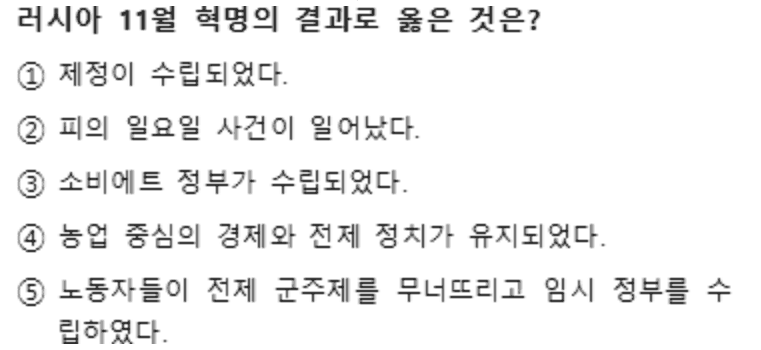 러시아 11월 혁명의 결과로 옳은 것은?
① 제정이 수립되었다.
② 피의 일요일 사건이 일어났다.
③ 소비에트 정부가 수립되었다.
④ 농업 중심의 경제와 전제 정치가 유지되었다.
⑤ 노동자들이 전제 군주제를 무너뜨리고 임시 정부를 수
립하였다.